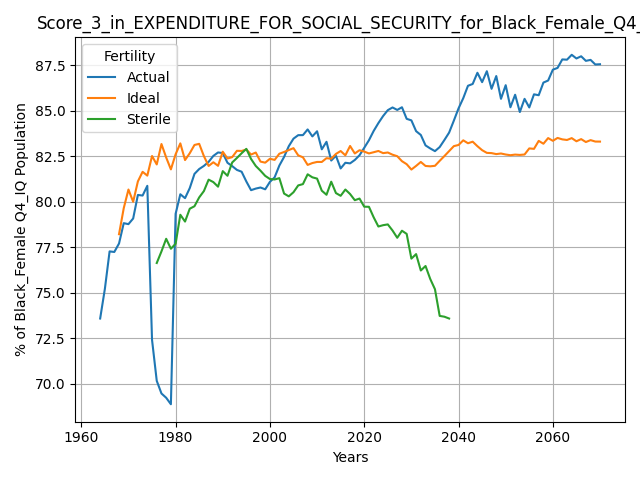 Score_3_in_EXPENDITURE_FOR_SOCIAL_SECURITY_for_Black_Female_Q4_
Fertility
Actual
Ideal
Sterile
% of Black_Female Q4_IQ Population
87.5
85.0
82.5
80.0
77.5
75.0
72.5
70.0
1960
1980
2000
2020
2040
2060
Years